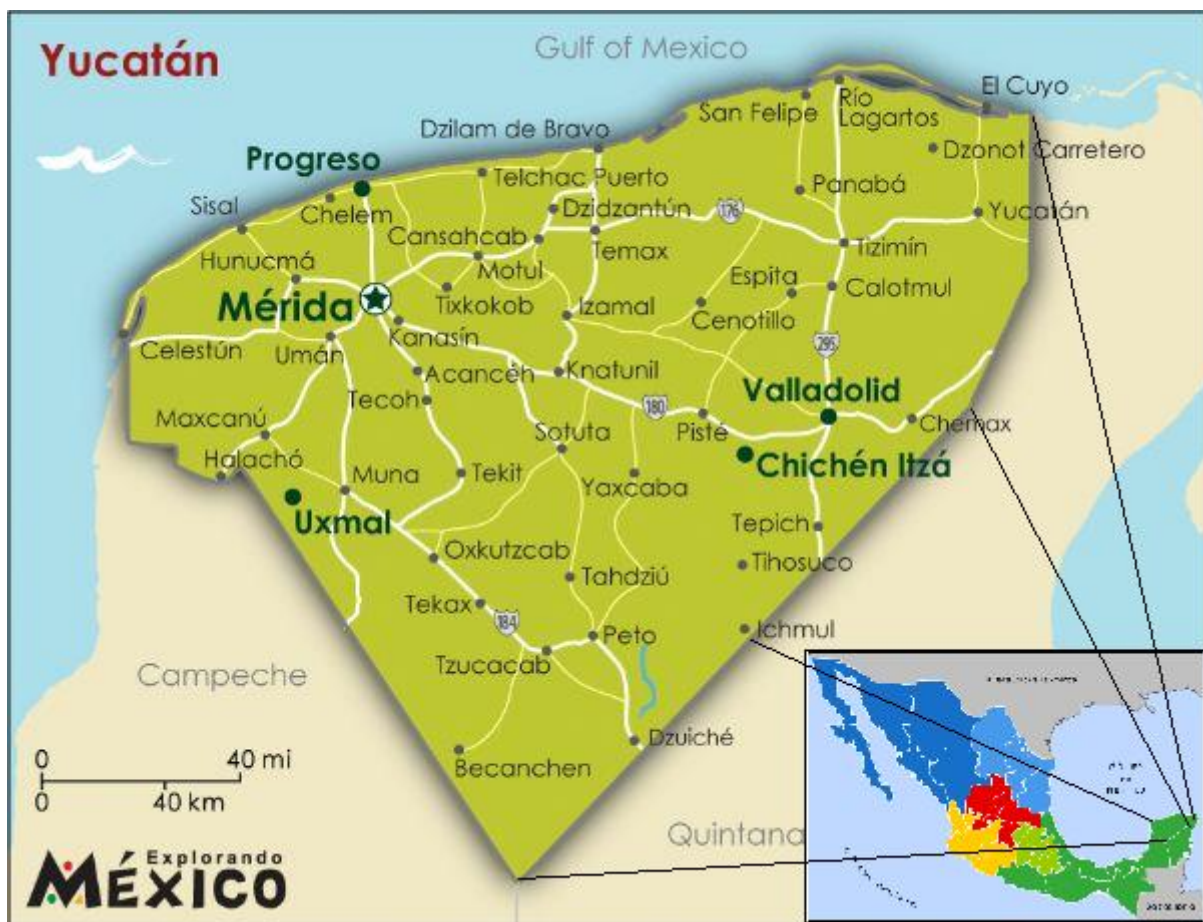 Yucatán
Gulf of Mexico
El Cuyo
San Felipe
Río
Lagartos
Dzilam de Bravo
Dzonot Carretero
Progreso
Telchac Puerto
Panabá
Sisal
Chelem
Dzidzantún
176
Yucatán
Cansahcab
Temax
Tizimín
Hunucmá
Motul
Espita
Calotmul
Mérida
Tixkokob
Izamal
Cenotillo
Kanasín
Celestún
Umán
295
Acancéh
Knatunil
Valladolid
Tecoh
180
Maxcanú
Sotuta
Pisté
Chemax
Halachó
Muna
Tekit
Yaxcaba
Chichén Itzá
Uxmal
Tepich
Oxkutzcab
Tahdziú
Tihosuco
Tekax
184
Peto
Ichmul
Tzucacab
Campeche
Dzuiché
Becanchen
0 40 mi
0 40 km
Quintana
Explorando
MÉXICO